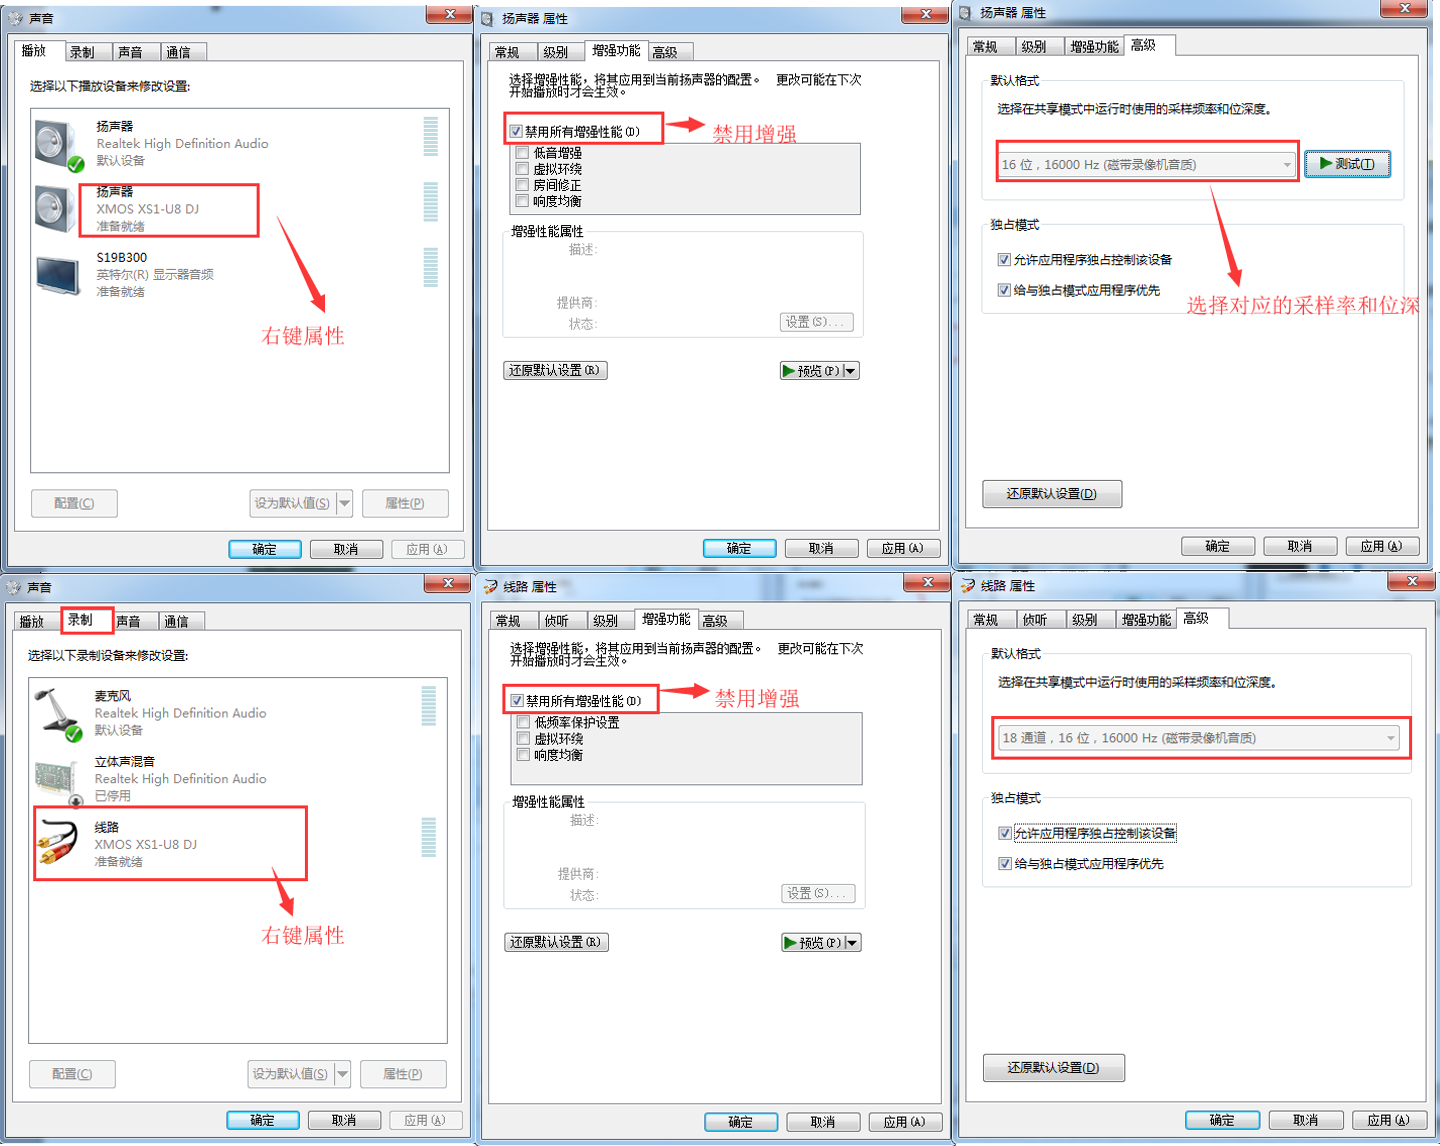 声音
播放 录制 声音 通信
选择以下播放设备来修改设置:
扬声器
Realtek High Definition Audio
默认设备
扬声器
XMOS XS1-U8 DJ
准备就绪
S19B300
英特尔(R) 显示器音频
准备就绪
右键属性
配置(C) 设为默认值(S) 属性(P)
确定 取消 应用(A)
扬声器 属性
常规 级别 增强功能 高级
选择增强性能，将其应用到当前扬声器的配置。 更改可能在下次
开始播放时才会生效。
禁用所有增强性能(D)
禁用增强
低音增强
虚拟环绕
房间修正
响度均衡
增强性能属性
描述:
提供商:
状态:
设置(S)...
还原默认设置(R) 预览(P)
确定 取消 应用(A)
扬声器 属性
常规 级别 增强功能 高级
默认格式
选择在共享模式中运行时使用的采样频率和位深度。
16 位，16000 Hz (磁带录像机音质) 测试(T)
独占模式
允许应用程序独占控制该设备
给与独占模式应用程序优先
选择对应的采样率和位深
还原默认设置(D)
确定 取消 应用(A)
声音
播放 录制 声音 通信
选择以下录制设备来修改设置:
麦克风
Realtek High Definition Audio
默认设备
立体声混音
Realtek High Definition Audio
已停用
线路
XMOS XS1-U8 DJ
准备就绪
右键属性
配置(C) 设为默认值(S) 属性(P)
确定 取消 应用(A)
线路 属性
常规 侦听 级别 增强功能 高级
选择增强性能，将其应用到当前扬声器的配置。 更改可能在下次
开始播放时才会生效。
禁用所有增强性能(D)
禁用增强
低频率保护设置
虚拟环绕
响度均衡
增强性能属性
描述:
提供商:
状态:
设置(S)...
还原默认设置(R) 预览(P)
确定 取消 应用(A)
线路 属性
常规 侦听 级别 增强功能 高级
默认格式
选择在共享模式中运行时使用的采样频率和位深度。
18 通道，16 位，16000 Hz (磁带录像机音质)
独占模式
允许应用程序独占控制该设备
给与独占模式应用程序优先
还原默认设置(D)
确定 取消 应用(A)